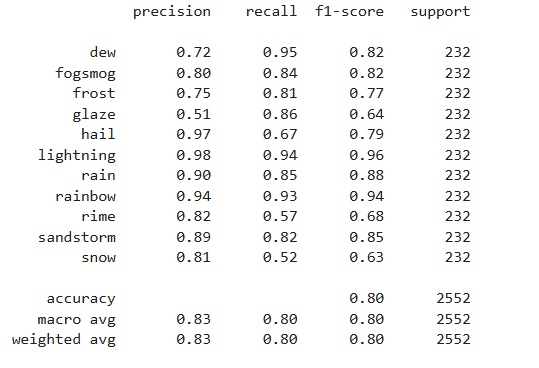 precision recall f1-score support
dew 0.72 0.95 0.82 232
fogsmog 0.80 0.84 0.82 232
frost 0.75 0.81 0.77 232
glaze 0.51 0.86 0.64 232
hail 0.97 0.67 0.79 232
lightning 0.98 0.94 0.96 232
rain 0.90 0.85 0.88 232
rainbow 0.94 0.93 0.94 232
rime 0.82 0.57 0.68 232
sandstorm 0.89 0.82 0.85 232
snow 0.81 0.52 0.63 232
accuracy 0.80 2552
macro avg 0.83 0.80 0.80 2552
weighted avg 0.83 0.80 0.80 2552